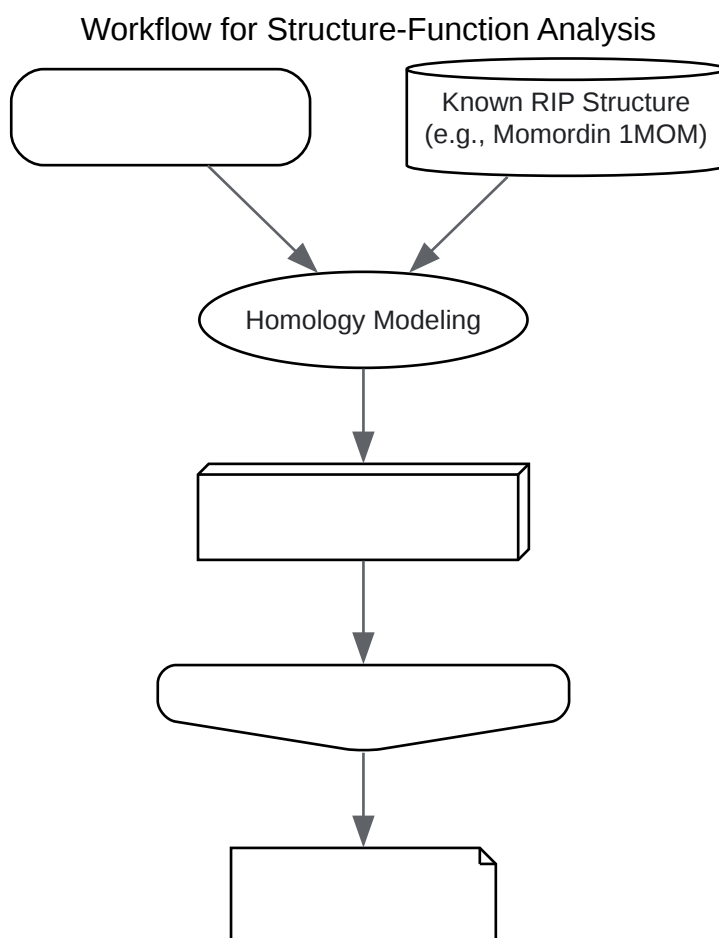 Workflow for Structure-Function Analysis
Known RIP Structure
(e.g., Momordin 1MOM)
Homology Modeling